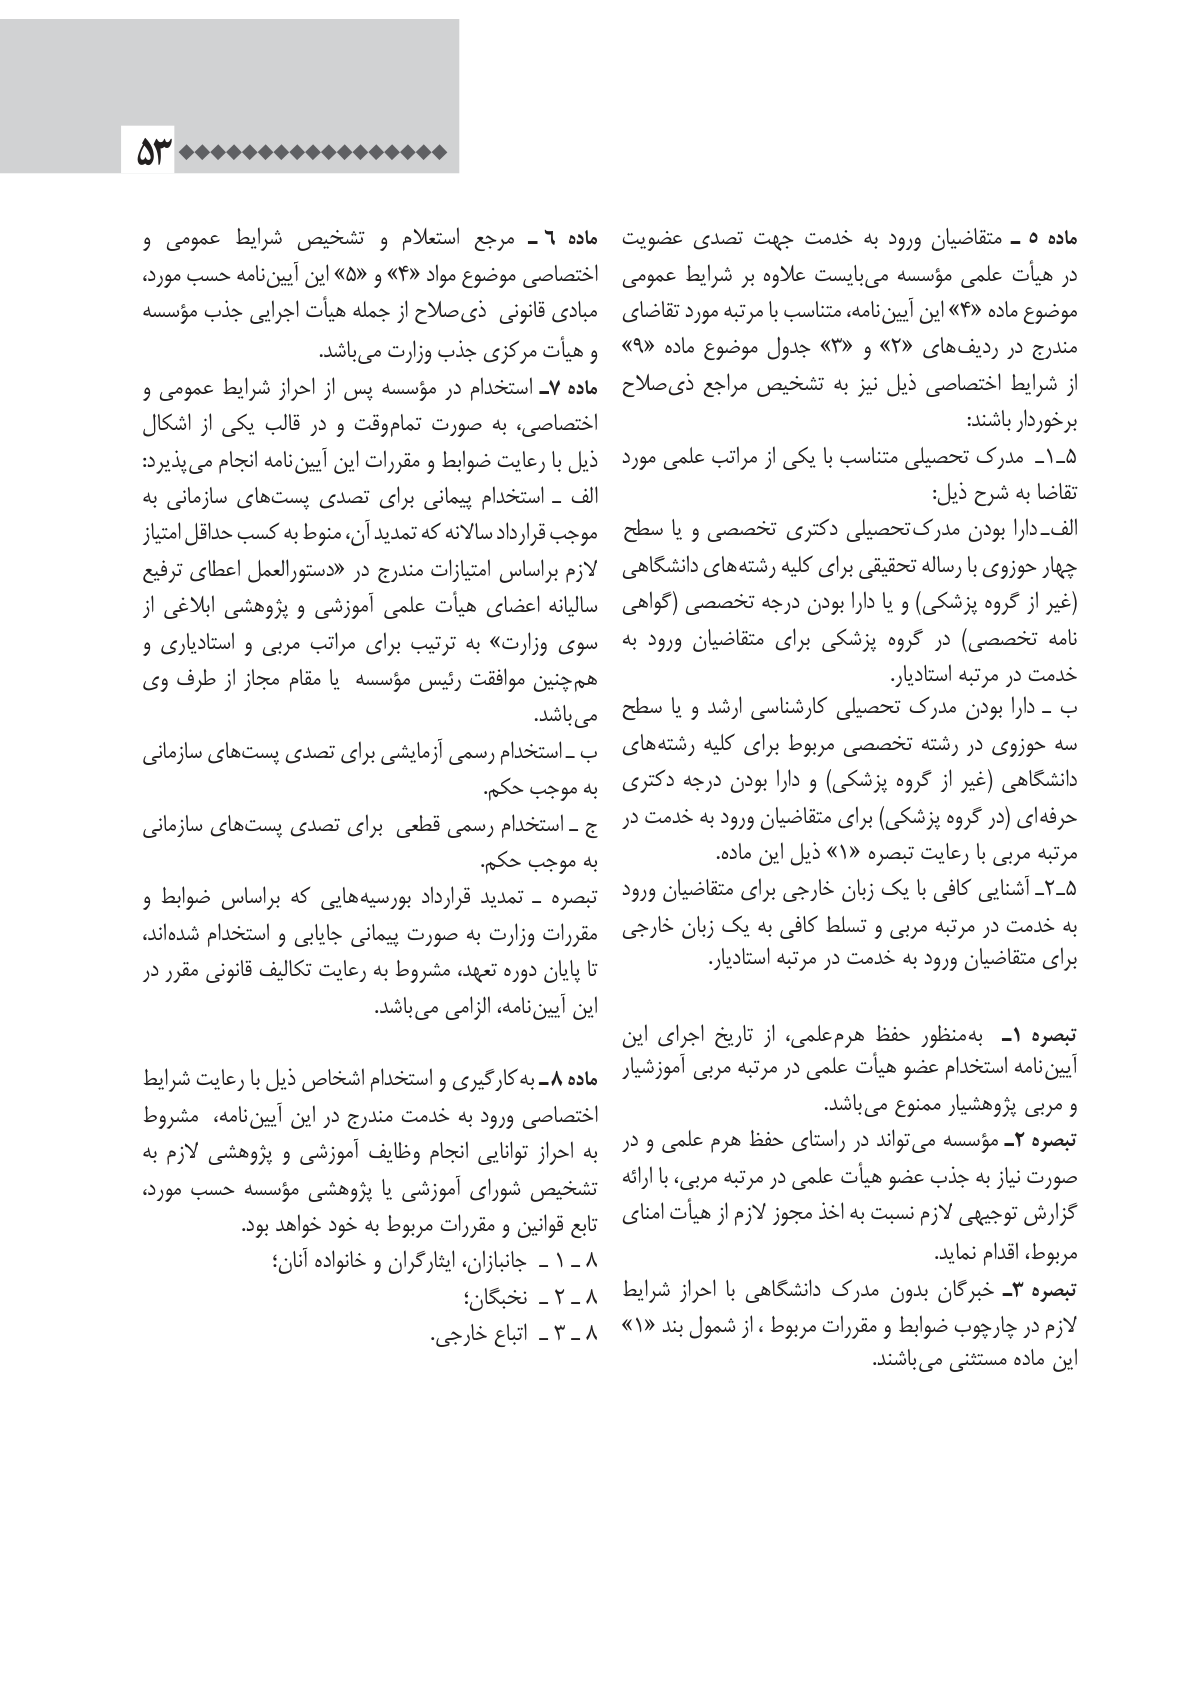 ۵۳
ماده ۵ ـ متقاضیان ورود به خدمت جهت تصدی عضویت
در هیأت علمی مؤسسه می‌بایست علاوه بر شرایط عمومی
موضوع ماده «۴» این آیین‌نامه، متناسب با مرتبه مورد تقاضای
مندرج در ردیف‌های «۲» و «۳» جدول موضوع ماده «۹»
از شرایط اختصاصی ذیل نیز به تشخیص مراجع ذی‌صلاح
برخوردار باشند:
۵ـ۱ـ مدرک تحصیلی متناسب با یکی از مراتب علمی مورد
تقاضا به شرح ذیل:
الف‌ـ دارا بودن مدرک‌تحصیلی دکتری تخصصی و یا سطح
چهار حوزوی با رساله تحقیقی برای کلیه رشته‌های دانشگاهی
(غیر از گروه پزشکی) و یا دارا بودن درجه تخصصی (گواهی
نامه تخصصی) در گروه پزشکی برای متقاضیان ورود به
خدمت در مرتبه استادیار.
ب ـ دارا بودن مدرک تحصیلی کارشناسی ارشد و یا سطح
سه حوزوی در رشته تخصصی مربوط برای کلیه رشته‌های
دانشگاهی (غیر از گروه پزشکی) و دارا بودن درجه دکتری
حرفه‌ای (در گروه پزشکی) برای متقاضیان ورود به خدمت در
مرتبه مربی با رعایت تبصره «۱» ذیل این ماده.
۵ـ۲ـ آشنایی کافی با یک زبان خارجی برای متقاضیان ورود
به خدمت در مرتبه مربی و تسلط کافی به یک زبان خارجی
برای متقاضیان ورود به خدمت در مرتبه استادیار.
تبصره ۱ـ به‌منظور حفظ هرم‌علمی، از تاریخ اجرای این
آیین‌نامه استخدام عضو هیأت علمی در مرتبه مربی آموزشیار
و مربی پژوهشیار ممنوع می‌باشد.
تبصره ۲ـ مؤسسه می‌تواند در راستای حفظ هرم علمی و در
صورت نیاز به جذب عضو هیأت علمی در مرتبه مربی، با ارائه
گزارش توجیهی لازم نسبت به اخذ مجوز لازم از هیأت امنای
مربوط، اقدام نماید.
تبصره ۳ـ خبرگان بدون مدرک دانشگاهی با احراز شرایط
لازم در چارچوب ضوابط و مقررات مربوط ، از شمول بند «۱»
این ماده مستثنی می‌باشند.
ماده ۶ ـ مرجع استعلام و تشخیص شرایط عمومی و
اختصاصی موضوع مواد «۴» و «۵» این آیین‌نامه حسب مورد،
مبادی قانونی ذی‌صلاح از جمله هیأت اجرایی جذب مؤسسه
و هیأت مرکزی جذب وزارت می‌باشد.
ماده ۷ـ استخدام در مؤسسه پس از احراز شرایط عمومی و
اختصاصی، به صورت تمام‌وقت و در قالب یکی از اشکال
ذیل با رعایت ضوابط و مقررات این آیین‌نامه انجام می‌پذیرد:
الف ـ استخدام پیمانی برای تصدی پست‌های سازمانی به
موجب قرارداد سالانه که تمدید آن، منوط به کسب حداقل امتیاز
لازم براساس امتیازات مندرج در «دستورالعمل اعطای ترفیع
سالیانه اعضای هیأت علمی آموزشی و پژوهشی ابلاغی از
سوی وزارت» به ترتیب برای مراتب مربی و استادیاری و
هم‌چنین موافقت رئیس مؤسسه یا مقام مجاز از طرف وی
می‌باشد.
ب ـ استخدام رسمی آزمایشی برای تصدی پست‌های سازمانی
به موجب حکم.
ج ـ استخدام رسمی قطعی برای تصدی پست‌های سازمانی
به موجب حکم.
تبصره ـ تمدید قرارداد بورسیه‌هایی که براساس ضوابط و
مقررات وزارت به صورت پیمانی جایابی و استخدام شده‌اند،
تا پایان دوره تعهد، مشروط به رعایت تکالیف قانونی مقرر در
این آیین‌نامه، الزامی می‌باشد.
ماده ۸ ـ به‌کارگیری و استخدام اشخاص ذیل با رعایت شرایط
اختصاصی ورود به خدمت مندرج در این آیین‌نامه، مشروط
به احراز توانایی انجام وظایف آموزشی و پژوهشی لازم به
تشخیص شورای آموزشی یا پژوهشی مؤسسه حسب مورد،
تابع قوانین و مقررات مربوط به خود خواهد بود.
۸ ـ ۱ ـ جانبازان، ایثارگران و خانواده آنان؛
۸ ـ ۲ ـ نخبگان؛
۸ ـ ۳ ـ اتباع خارجی.